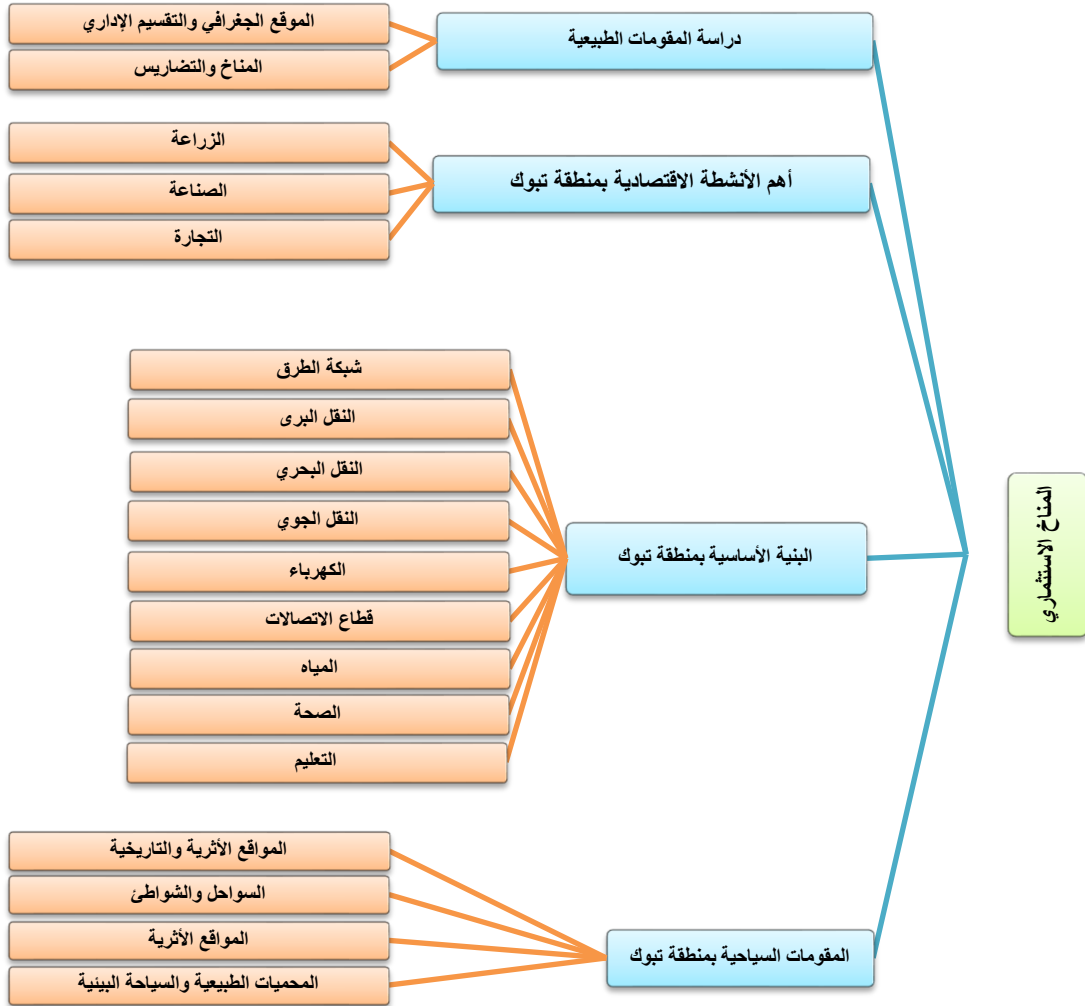 المناخ الاستثماري
دراسة المقومات الطبيعية
الموقع الجغرافي والتقسيم الإداري
المناخ والتضاريس
أهم الأنشطة الاقتصادية بمنطقة تبوك
الزراعة
الصناعة
التجارة
البنية الأساسية بمنطقة تبوك
شبكة الطرق
النقل البرى
النقل البحري
النقل الجوي
الكهرباء
قطاع الاتصالات
المياه
الصحة
التعليم
المقومات السياحية بمنطقة تبوك
المواقع الأثرية والتاريخية
السواحل والشواطئ
المواقع الأثرية
المحميات الطبيعية والسياحة البينية